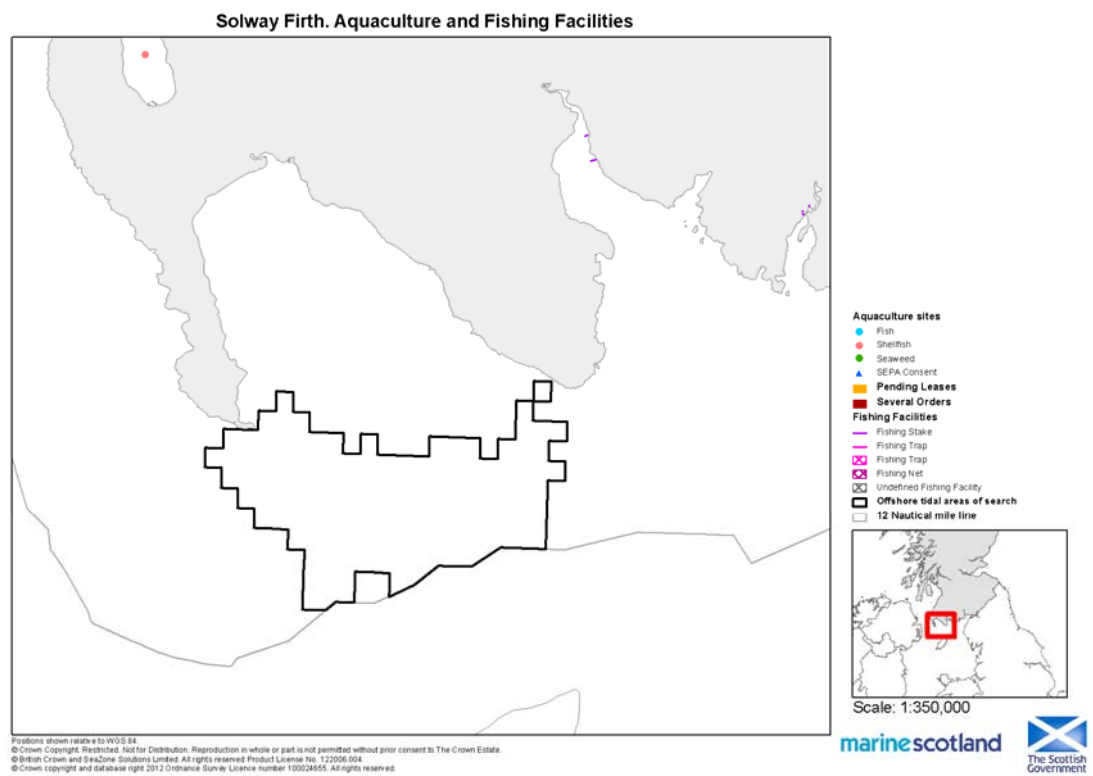 Solway Firth. Aquaculture and Fishing Facilities
Aquaculture sites
Fish
Shellfish
Seaweed
SEPA Consent
Pending Leases
Several Orders
Fishing Facilities
Fishing Stake
Fishing Trap
Fishing Trap
Fishing Net
Undefined Fishing Facility
Offshore tidal areas of search
12 Nautical mile line
Scale: 1:350,000
marinescotland
The Scottish
Government
Positions shown relative to WGS 84.
© Crown Copyright. Restricted. Not for Distribution. Reproduction in whole or part is not permitted without prior consent to The Crown Estate.
© British Crown and SeaZone Solutions Limited. All rights reserved Product License No. 122006.004.
© Crown copyright and database right 2012 Ordnance Survey Licence number 100024655. All rights reserved.